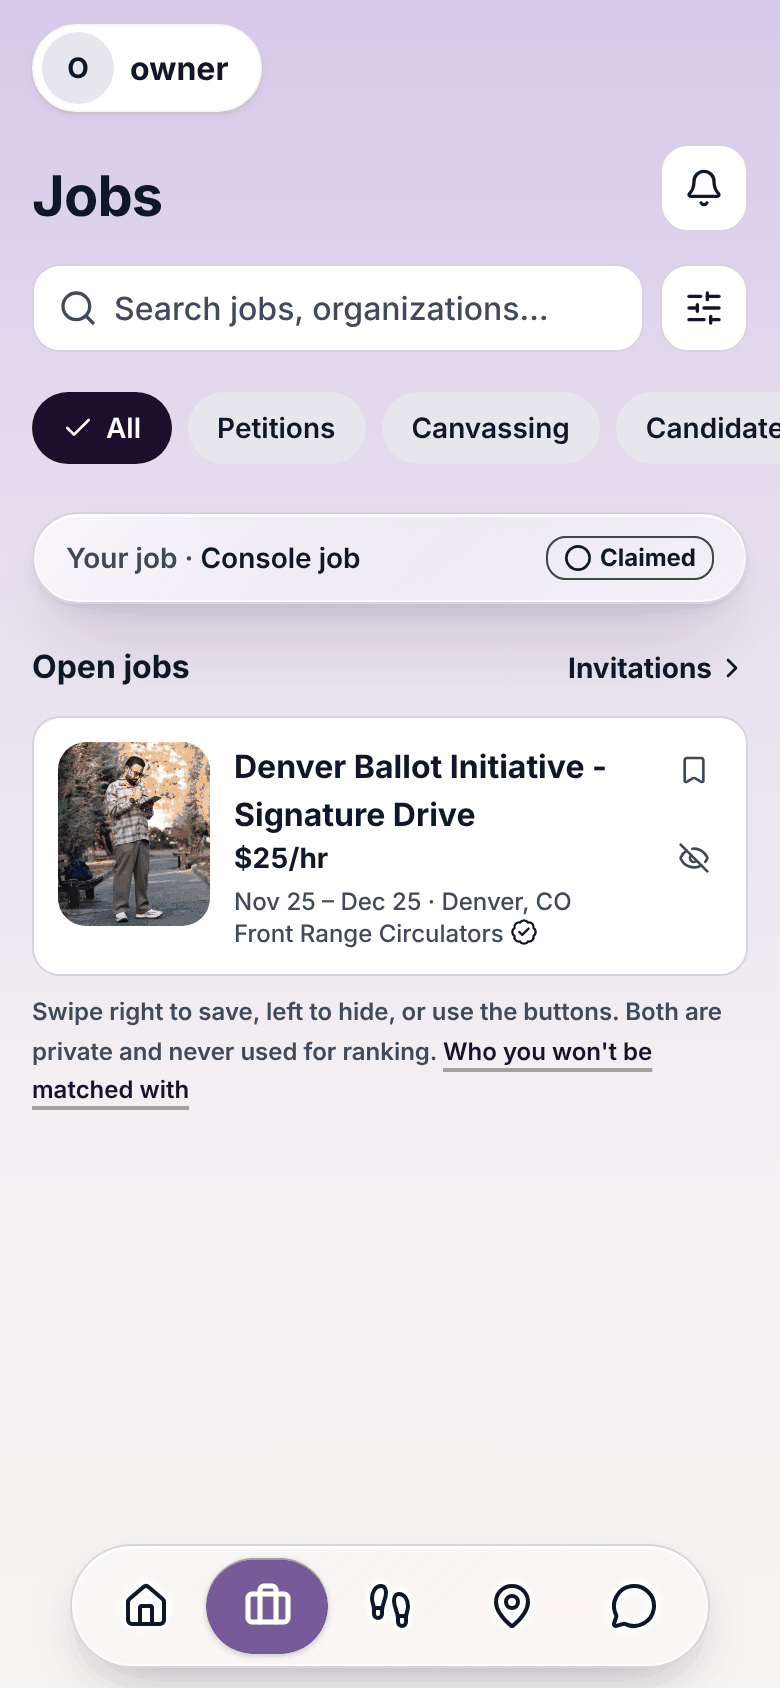 O owner
Jobs
Search jobs, organizations...
All Petitions Canvassing Candidate
Your job · Console job Claimed
Open jobs Invitations
Denver Ballot Initiative -
Signature Drive
$25/hr
Nov 25 – Dec 25 · Denver, CO
Front Range Circulators
Swipe right to save, left to hide, or use the buttons. Both are
private and never used for ranking. Who you won't be
matched with